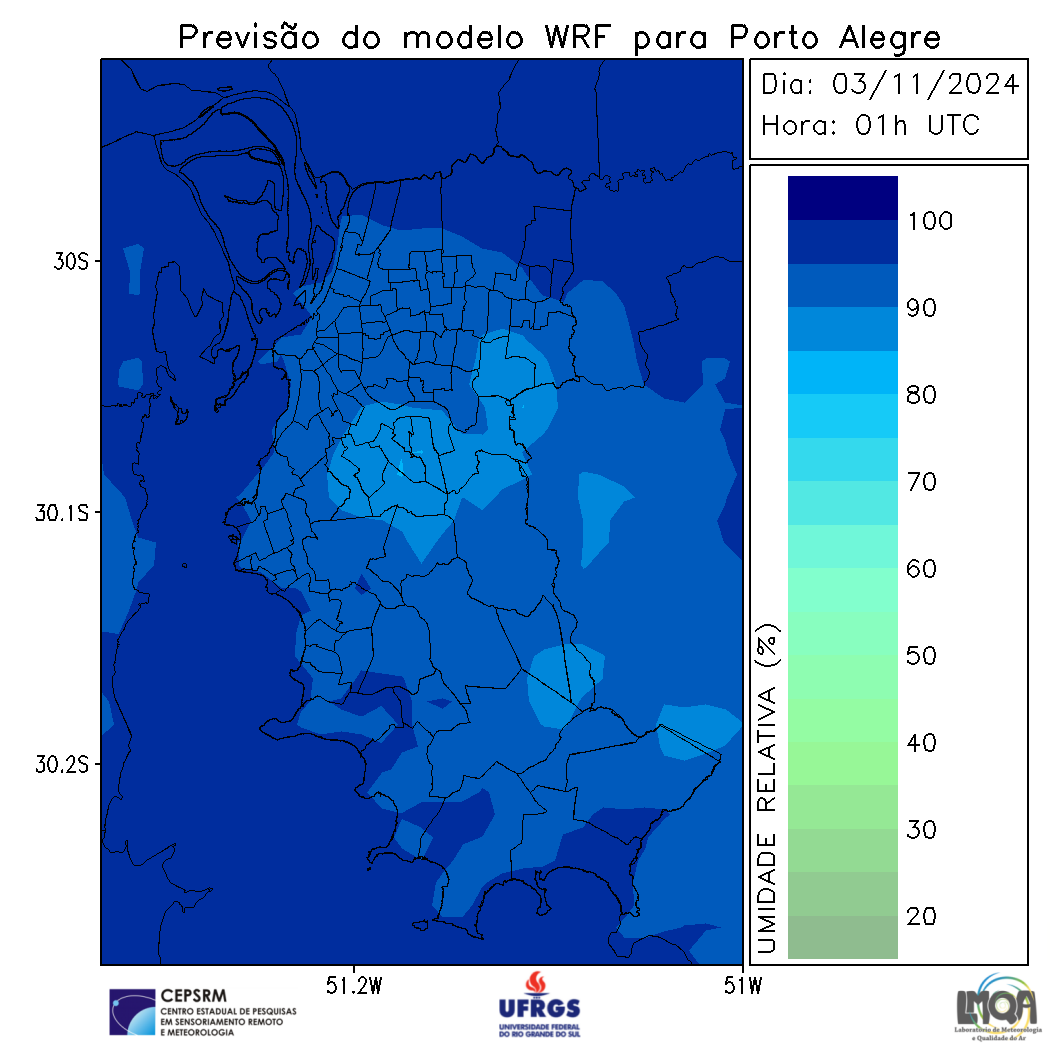 Previsão do modelo WRF para Porto Alegre
Dia: 03/11/2024
Hora: 01h UTC
30S
30.1S
30.2S
51.2W
51W
UMIDADE RELATIVA (%)
100
90
80
70
60
50
40
30
20
CEPSRM
CENTRO ESTADUAL DE PESQUISAS
EM SENSORIAMENTO REMOTO
E METEOROLOGIA
UFRGS
UNIVERSIDADE FEDERAL
DO RIO GRANDE DO SUL
LMQA
Laboratório de Meteorologia
e Qualidade do Ar